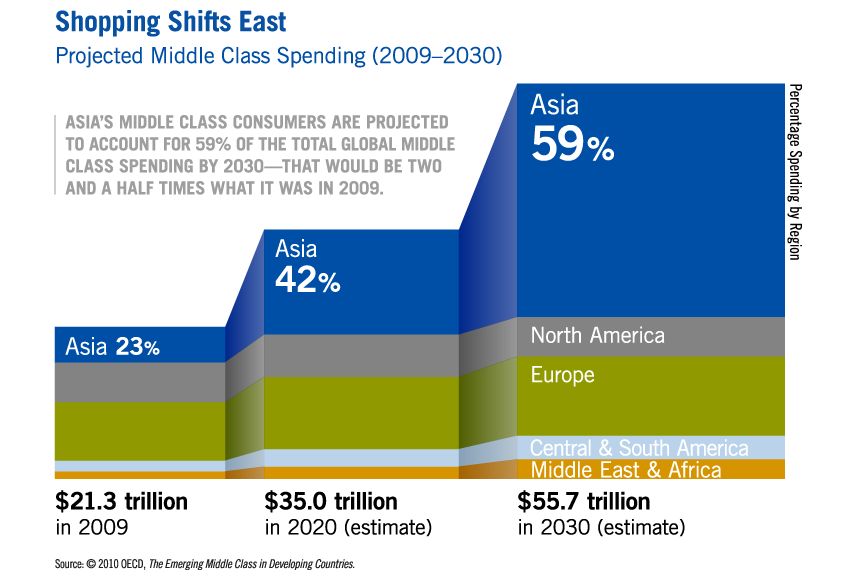 Shopping Shifts East
Projected Middle Class Spending (2009–2030)
ASIA'S MIDDLE CLASS CONSUMERS ARE PROJECTED
TO ACCOUNT FOR 59% OF THE TOTAL GLOBAL MIDDLE
CLASS SPENDING BY 2030—THAT WOULD BE TWO
AND A HALF TIMES WHAT IT WAS IN 2009.
Asia 23%
Asia
42%
Asia
59%
North America
Europe
Central & South America
Middle East & Africa
Percentage Spending by Region
$21.3 trillion
in 2009
$35.0 trillion
in 2020 (estimate)
$55.7 trillion
in 2030 (estimate)
Source: © 2010 OECD, The Emerging Middle Class in Developing Countries.